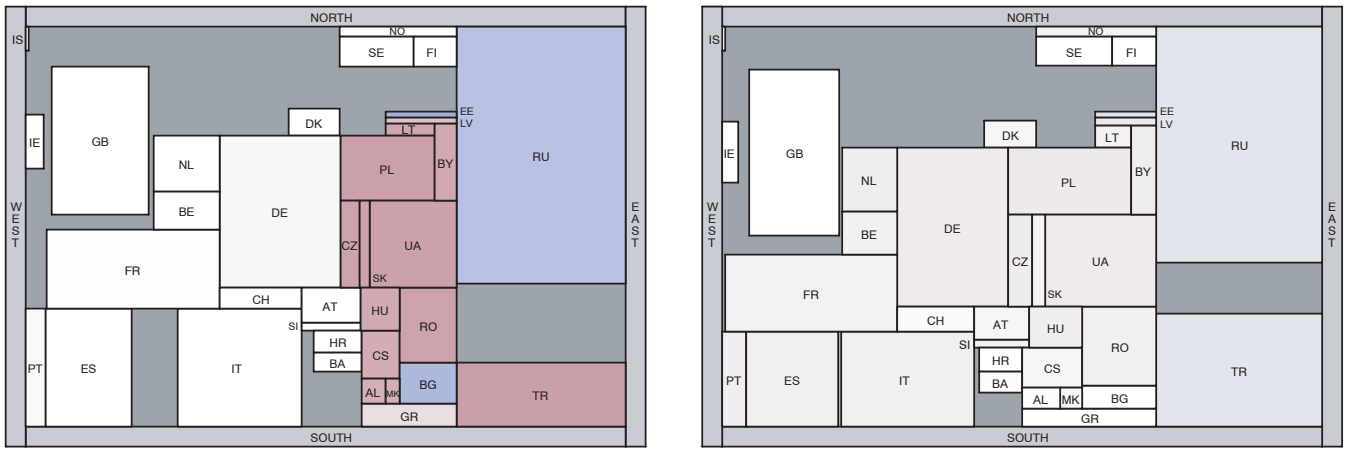 NORTH
IS
NO
SE FI
GB
EE
LV
DK
LT
IE
NL
PL
BY
RU
BE
DE
WEST
EAST
CZ
UA
FR
SK
CH
AT
HU
SI
RO
HR
CS
PT
ES
IT
BA
BG
AL
MK
TR
GR
SOUTH
NORTH
IS
NO
SE FI
EE
LV
DK
LT
RU
IE
GB
BY
NL
PL
WEST
EAST
BE
DE
CZ
UA
FR
SK
CH
AT
HU
SI
RO
HR
CS
TR
PT
ES
IT
BA
AL
MK
BG
GR
SOUTH